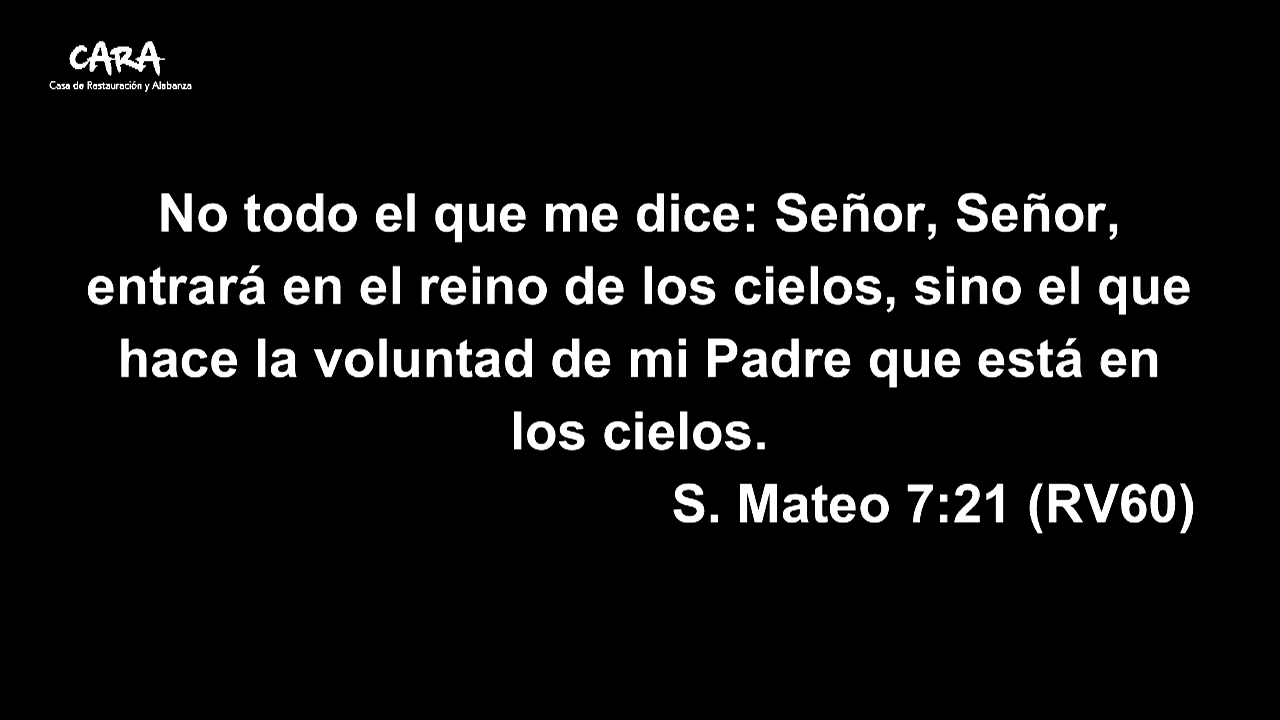 CARA
Casa de Restauración y Alabanza
No todo el que me dice: Señor, Señor,
entrará en el reino de los cielos, sino el que
hace la voluntad de mi Padre que está en
los cielos.
S. Mateo 7:21 (RV60)